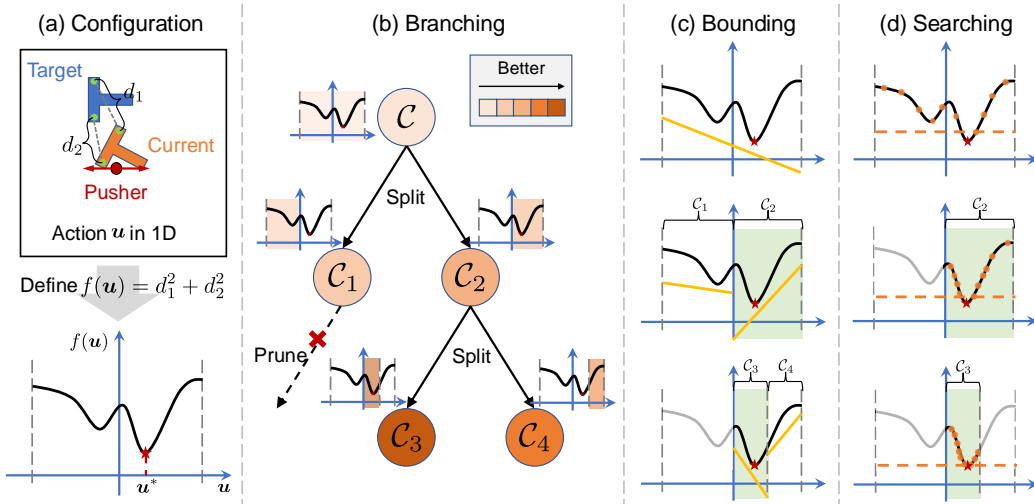 (a) Configuration
Target
d₁
d₂
Current
Pusher
Action u in 1D
Define f(u) = d₁² + d₂²
f(u)
u*
u
(b) Branching
Better
C
Split
C₁
C₂
Prune
Split
C₃
C₄
(c) Bounding
C₁
C₂
C₃
C₄
(d) Searching
C₂
C₃